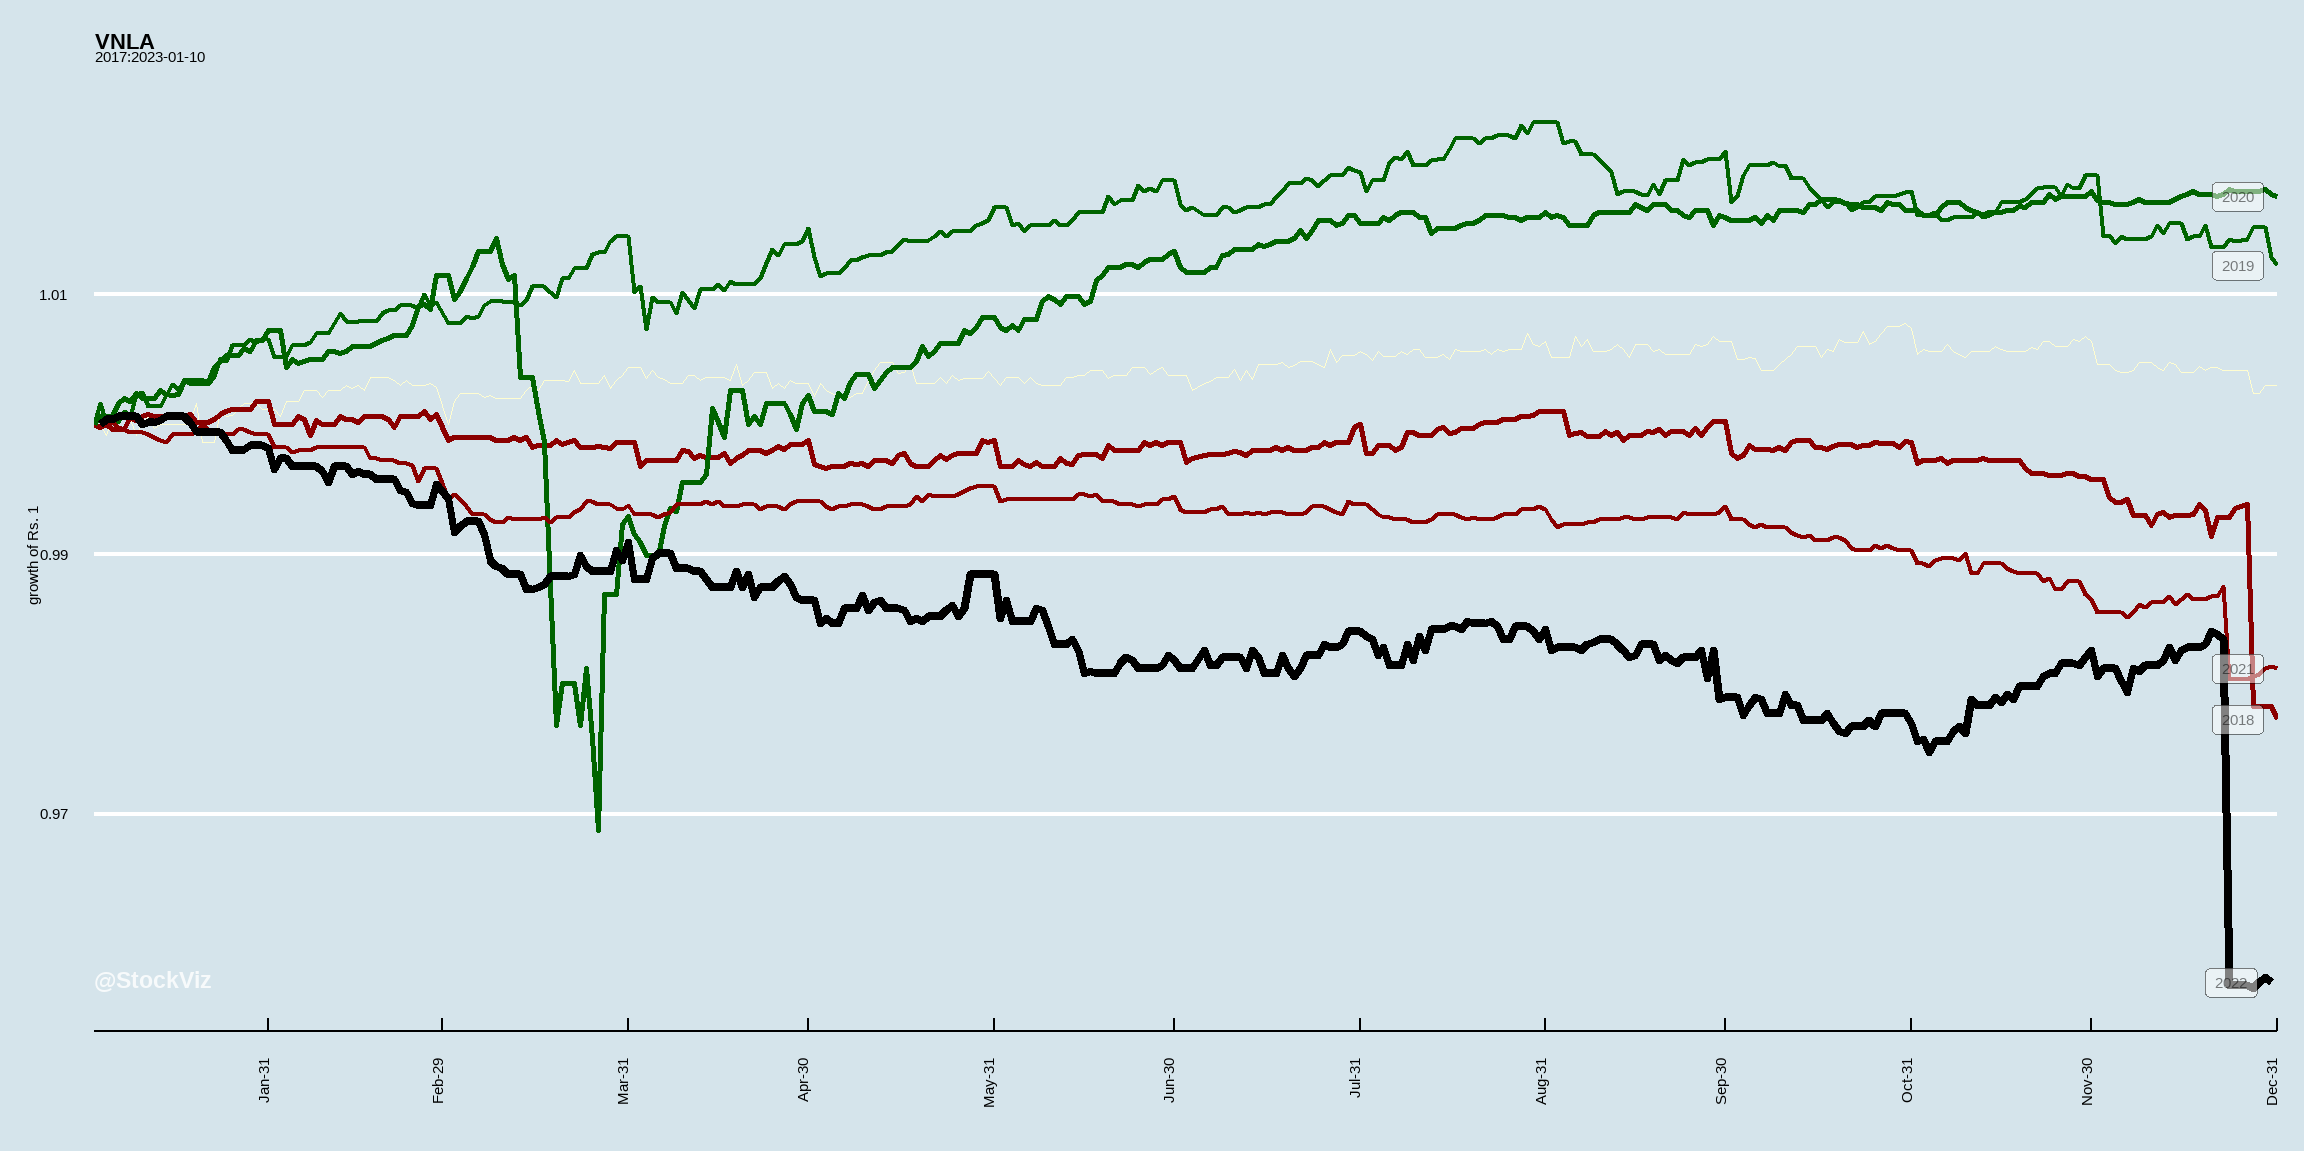 VNLA
2017:2023-01-10
2020
2019
1.01
growth of Rs. 1
0.99
2021
2018
0.97
@StockViz
2022
Jan-31
Feb-29
Mar-31
Apr-30
May-31
Jun-30
Jul-31
Aug-31
Sep-30
Oct-31
Nov-30
Dec-31